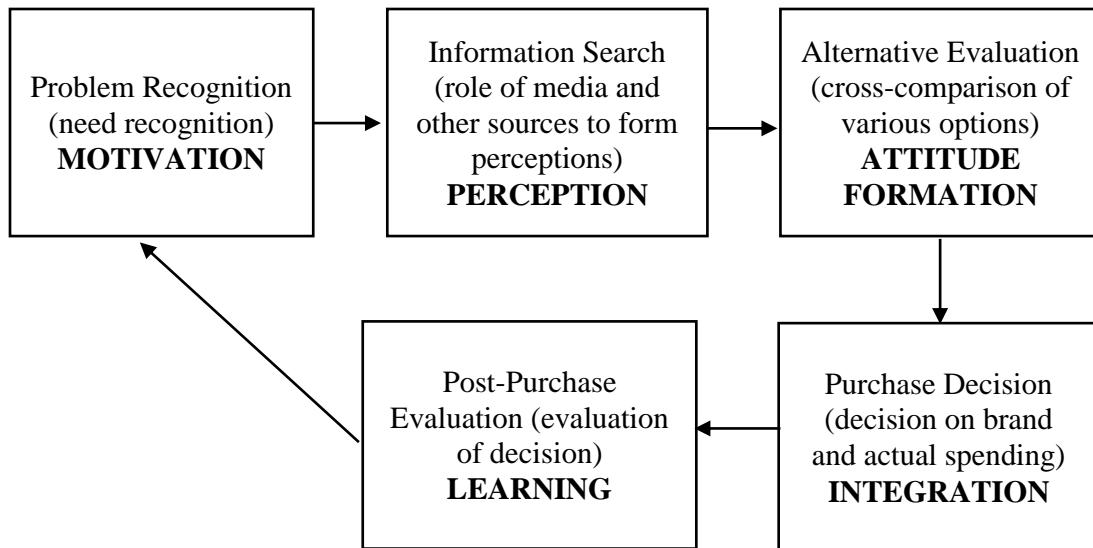 Problem Recognition
(need recognition)
MOTIVATION
Information Search
(role of media and
other sources to form
perceptions)
PERCEPTION
Alternative Evaluation
(cross-comparison of
various options)
ATTITUDE
FORMATION
Purchase Decision
(decision on brand
and actual spending)
INTEGRATION
Post-Purchase
Evaluation (evaluation
of decision)
LEARNING